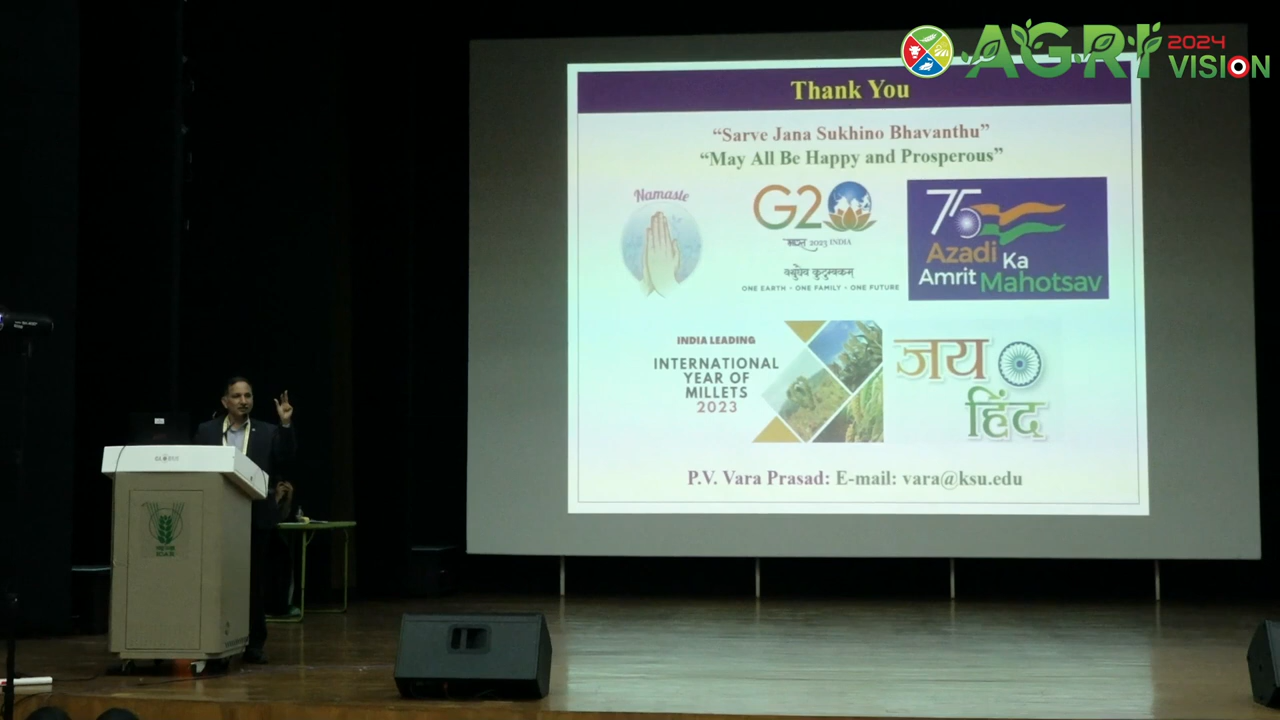 AGRI 2024
VISION
Thank You
“Sarve Jana Sukhino Bhavanthu”
“May All Be Happy and Prosperous”
Namaste
G20
भारत 2023 INDIA
वसुधैव कुटुम्बकम्
ONE EARTH • ONE FAMILY • ONE FUTURE
75
Azadi Ka
Amrit Mahotsav
INDIA LEADING
INTERNATIONAL
YEAR OF
MILLETS
2023
जय
हिंद
P.V. Vara Prasad: E-mail: vara@ksu.edu